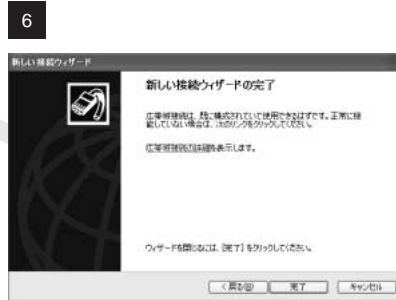 6
新しい接続ウィザード
新しい接続ウィザードの完了
広帯域接続は、既に構成されていて使用できるはずです。正常に機
能していない場合は、次のリンクをクリックしてください。
広帯域接続の詳細を表示します。
ウィザードを閉じるには、[完了] をクリックしてください。
< 戻る(B)
完了
キャンセル